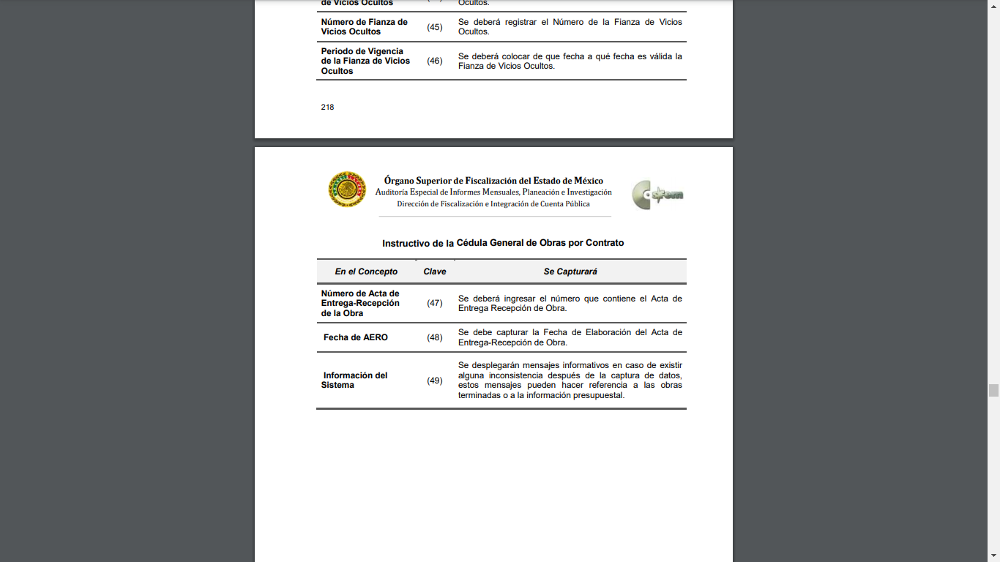 de Vicios Ocultos
Ocultos.
Número de Fianza de
Vicios Ocultos
(45)
Se deberá registrar el Número de la Fianza de Vicios
Ocultos.
Periodo de Vigencia
de la Fianza de Vicios
Ocultos
(46)
Se deberá colocar de que fecha a qué fecha es válida la
Fianza de Vicios Ocultos.
218
Órgano Superior de Fiscalización del Estado de México
Auditoría Especial de Informes Mensuales, Planeación e Investigación
Dirección de Fiscalización e Integración de Cuenta Pública
osfem
Instructivo de la Cédula General de Obras por Contrato
En el Concepto
Clave
Se Capturará
Número de Acta de
Entrega-Recepción
de la Obra
(47)
Se deberá ingresar el número que contiene el Acta de
Entrega Recepción de Obra.
Fecha de AERO
(48)
Se debe capturar la Fecha de Elaboración del Acta de
Entrega-Recepción de Obra.
Información del
Sistema
(49)
Se desplegarán mensajes informativos en caso de existir
alguna inconsistencia después de la captura de datos,
estos mensajes pueden hacer referencia a las obras
terminadas o a la información presupuestal.